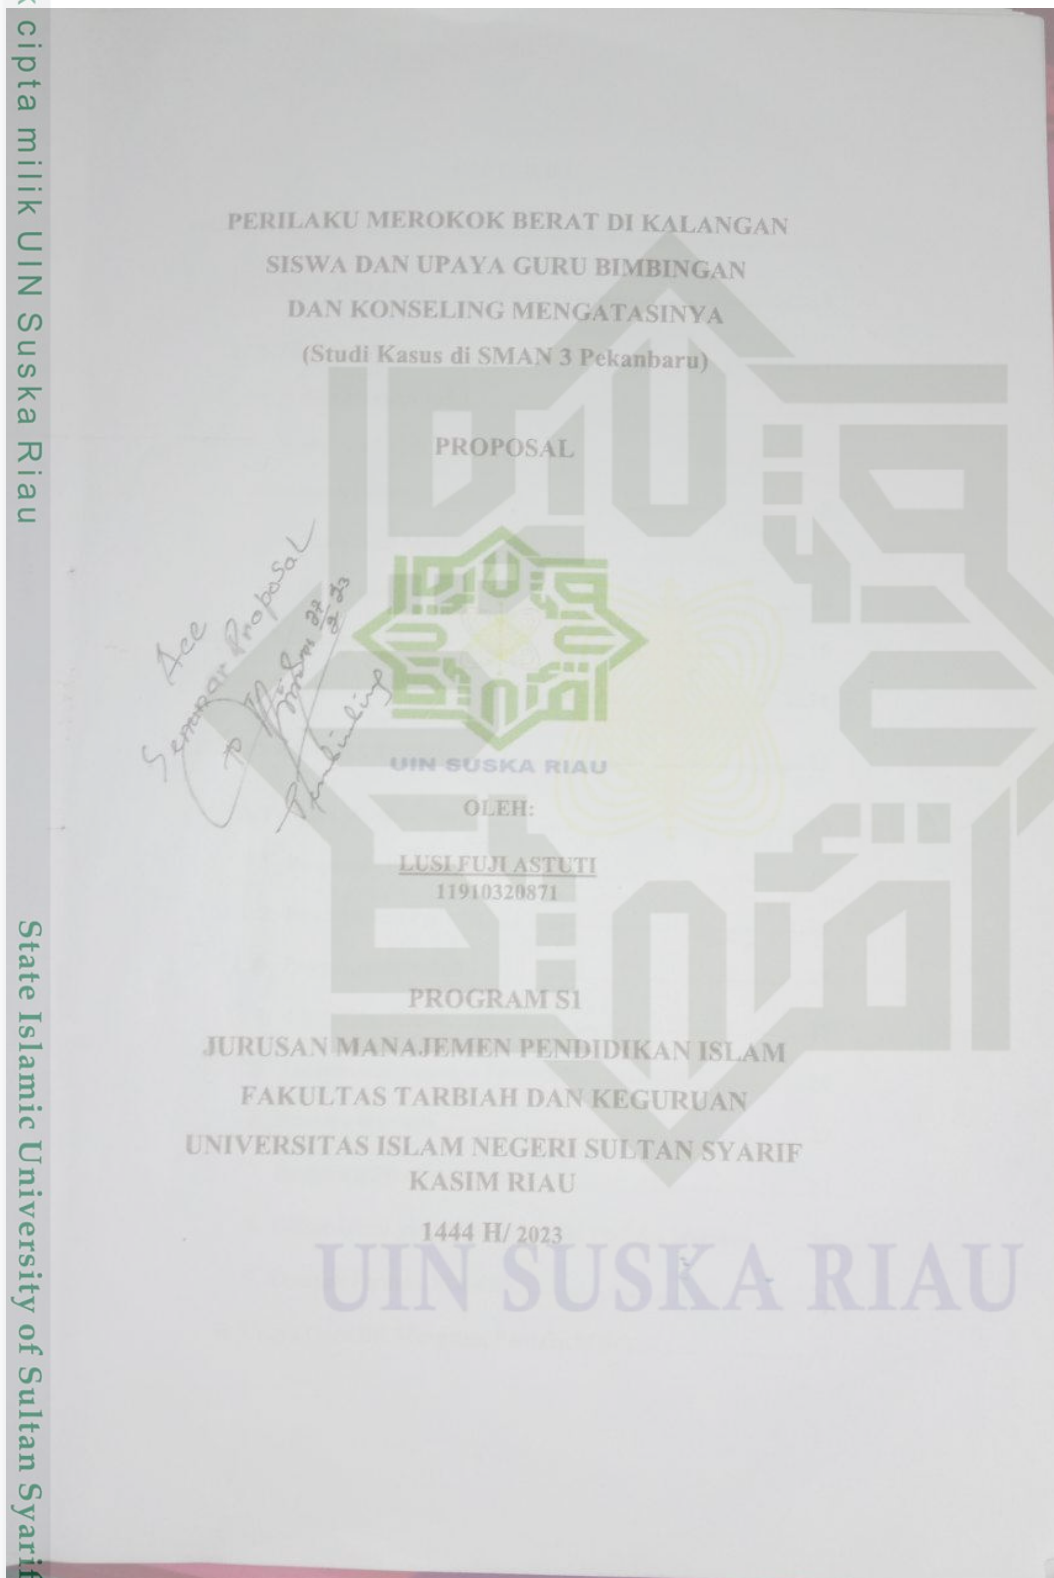 cipta milik UIN Suska Riau
State Islamic University of Sultan Syarif
PERILAKU MEROKOK BERAT DI KALANGAN
SISWA DAN UPAYA GURU BIMBINGAN
DAN KONSELING MENGATASINYA
(Studi Kasus di SMAN 3 Pekanbaru)
PROPOSAL
Acc
Seminar Proposal
Pembimbing
UIN SUSKA RIAU
OLEH:
LUSI FUJI ASTUTI
11910320871
PROGRAM S1
JURUSAN MANAJEMEN PENDIDIKAN ISLAM
FAKULTAS TARBIAH DAN KEGURUAN
UNIVERSITAS ISLAM NEGERI SULTAN SYARIF
KASIM RIAU
1444 H/ 2023
UIN SUSKA RIAU